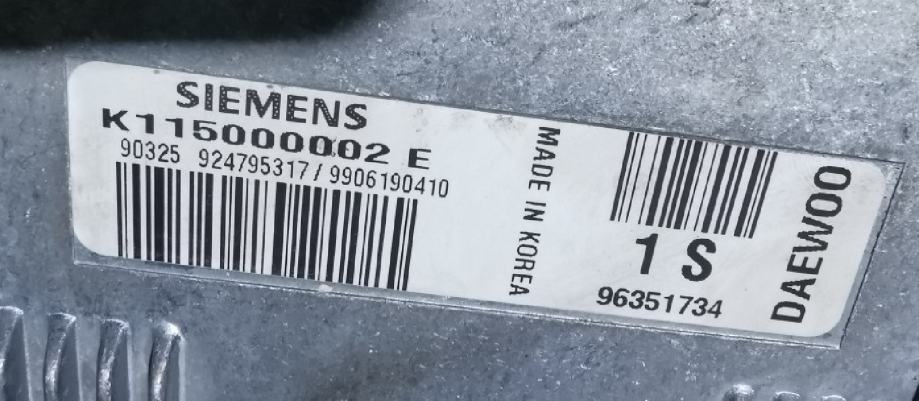 SIEMENS
K115000002 E
90325 924795317/9906190410
MADE IN KOREA
1 S
96351734
DAEWOO